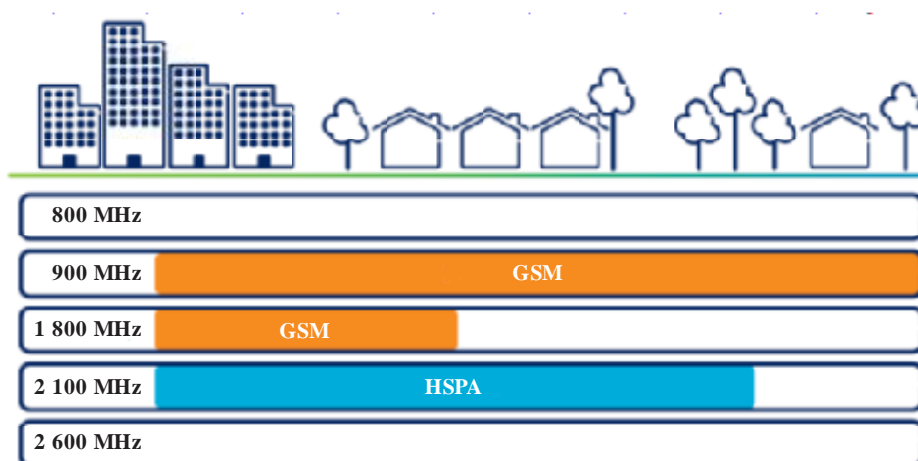 800 MHz
900 MHz GSM
1 800 MHz GSM
2 100 MHz HSPA
2 600 MHz